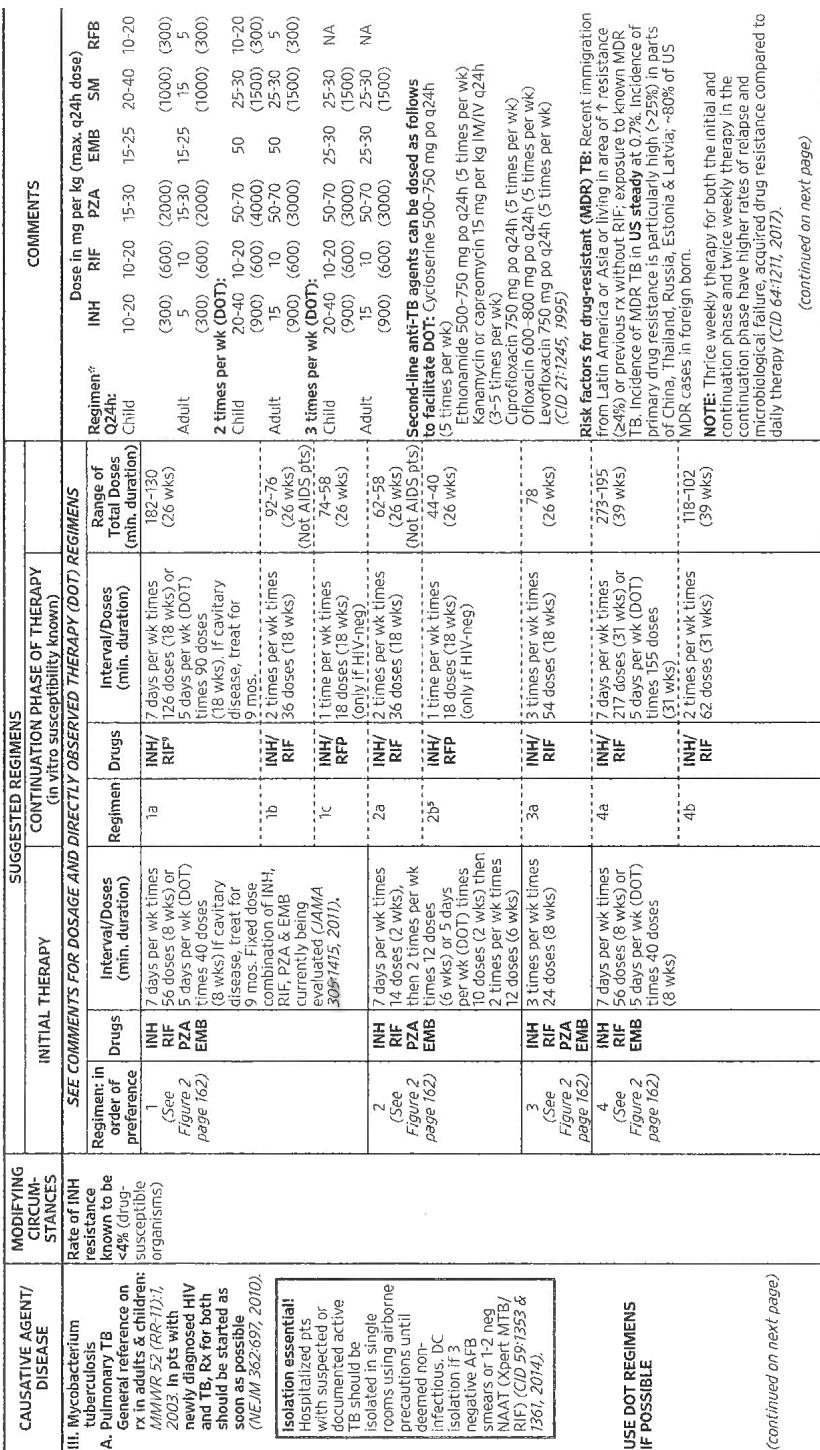 CAUSATIVE AGENT/
DISEASE
MODIFYING
CIRCUM-
STANCES
SUGGESTED REGIMENS
INITIAL THERAPY
CONTINUATION PHASE OF THERAPY
(in vitro susceptibility known)
COMMENTS
III. Mycobacterium
tuberculosis
A. Pulmonary TB
General reference on
rx in adults & children:
MMWR 52 (RR-11):1,
2003. In pts with
newly diagnosed HIV
and TB, Rx for both
should be started as
soon as possible
(NEJM 362:697, 2010).
Isolation essential!
Hospitalized pts
with suspected or
documented active
TB should be
isolated in single
rooms using airborne
precautions until
deemed non-
infectious. DC
isolation if 3
negative AFB
smears or 1-2 neg
NAAT (Xpert MTB/
RIF) (CID 59:1353 &
1361, 2014).
USE DOT REGIMENS
IF POSSIBLE
(continued on next page)
Rate of INH
resistance
known to be
<4% (drug-
susceptible
organisms)
SEE COMMENTS FOR DOSAGE AND DIRECTLY OBSERVED THERAPY (DOT) REGIMENS
Regimen: in
order of
preference
Drugs
Interval/Doses
(min. duration)
Regimen
Drugs
Interval/Doses
(min. duration)
Range of
Total Doses
(min. duration)
1
(See
Figure 2
page 162)
INH
RIF
PZA
EMB
7 days per wk times
56 doses (8 wks) or
5 days per wk (DOT)
times 40 doses
(8 wks) If cavitary
disease, treat for
9 mos. Fixed dose
combination of INH,
RIF, PZA & EMB
currently being
evaluated (JAMA
305:1415, 2011).
1a
INH/
RIF⁹
7 days per wk times
126 doses (18 wks) or
5 days per wk (DOT)
times 90 doses
(18 wks). If cavitary
disease, treat for
9 mos.
182-130
(26 wks)
1b
INH/
RIF
2 times per wk times
36 doses (18 wks)
92-76
(26 wks)
(Not AIDS pts)
1c
INH/
RFP
1 time per wk times
18 doses (18 wks)
(only if HIV-neg)
74-58
(26 wks)
2
(See
Figure 2
page 162)
INH
RIF
PZA
EMB
7 days per wk times
14 doses (2 wks),
then 2 times per wk
times 12 doses
(6 wks) or 5 days
per wk (DOT) times
10 doses (2 wks) then
2 times per wk times
12 doses (6 wks)
2a
INH/
RIF
2 times per wk times
36 doses (18 wks)
62-58
(26 wks)
(Not AIDS pts)
2b⁵
INH/
RFP
1 time per wk times
18 doses (18 wks)
(only if HIV-neg)
44-40
(26 wks)
3
(See
Figure 2
page 162)
INH
RIF
PZA
EMB
3 times per wk times
24 doses (8 wks)
3a
INH/
RIF
3 times per wk times
54 doses (18 wks)
78
(26 wks)
4
(See
Figure 2
page 162)
INH
RIF
EMB
7 days per wk times
56 doses (8 wks) or
5 days per wk (DOT)
times 40 doses
(8 wks)
4a
INH/
RIF
7 days per wk times
217 doses (31 wks) or
5 days per wk (DOT)
times 155 doses
(31 wks)
273-195
(39 wks)
4b
INH/
RIF
2 times per wk times
62 doses (31 wks)
118-102
(39 wks)
Dose in mg per kg (max. q24h dose)
Regimen* INH RIF PZA EMB SM RFB
Q24h:
Child 10-20 10-20 15-30 15-25 20-40 10-20
(300) (600) (2000) (1000) (300)
Adult 5 10 15-30 15-25 15 5
(300) (600) (2000) (1000) (300)
2 times per wk (DOT):
Child 20-40 10-20 50-70 50 25-30 10-20
(900) (600) (4000) (1500) (300)
Adult 15 10 50-70 50 25-30 5
(900) (600) (3000) (1500) (300)
3 times per wk (DOT):
Child 20-40 10-20 50-70 25-30 25-30 NA
(900) (600) (3000) (1500)
Adult 15 10 50-70 25-30 25-30 NA
(900) (600) (3000) (1500)
Second-line anti-TB agents can be dosed as follows
to facilitate DOT: Cycloserine 500-750 mg po q24h
(5 times per wk)
Ethionamide 500-750 mg po q24h (5 times per wk)
Kanamycin or capreomycin 15 mg per kg IM/IV q24h
(3-5 times per wk)
Ciprofloxacin 750 mg po q24h (5 times per wk)
Ofloxacin 600-800 mg po q24h (5 times per wk)
Levofloxacin 750 mg po q24h (5 times per wk)
(CID 21:1245, 1995)
Risk factors for drug-resistant (MDR) TB: Recent immigration
from Latin America or Asia or living in area of ↑ resistance
(≥4%) or previous rx without RIF; exposure to known MDR
TB. Incidence of MDR TB in US steady at 0.7%. Incidence of
primary drug resistance is particularly high (>25%) in parts
of China, Thailand, Russia, Estonia & Latvia; ~80% of US
MDR cases in foreign born.
NOTE: Thrice weekly therapy for both the initial and
continuation phase and twice weekly therapy in the
continuation phase have higher rates of relapse and
microbiological failure, acquired drug resistance compared to
daily therapy (CID 64:1211, 2017).
(continued on next page)